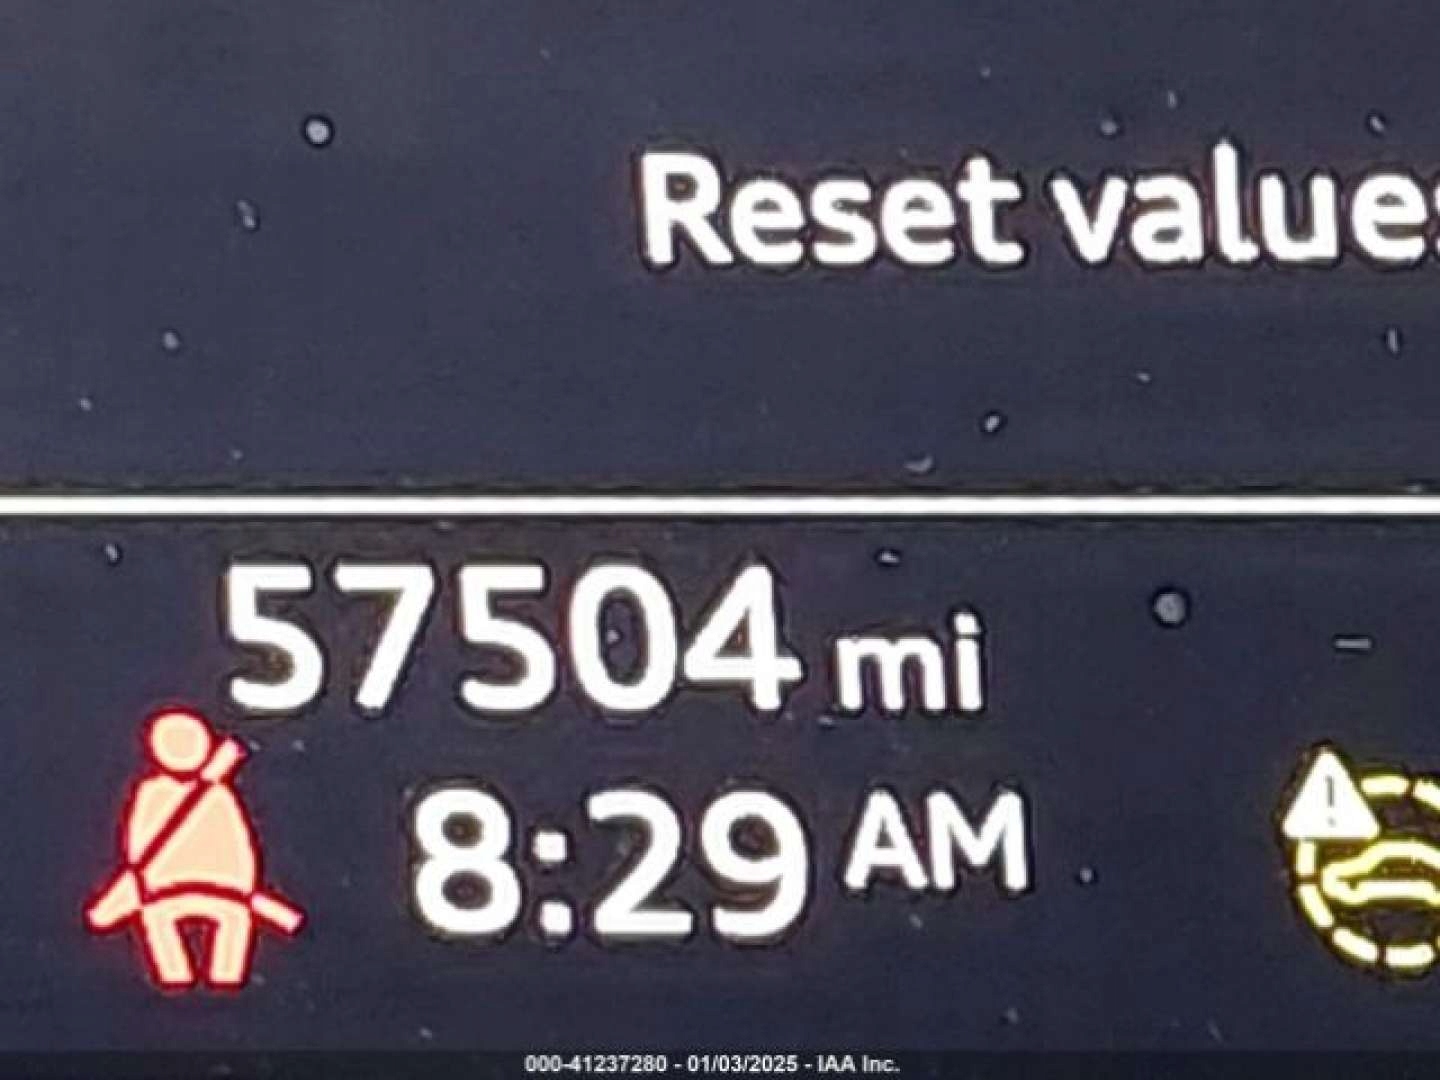 Reset values
57504 mi
8:29 AM
000-41237280 - 01/03/2025 - IAA Inc.